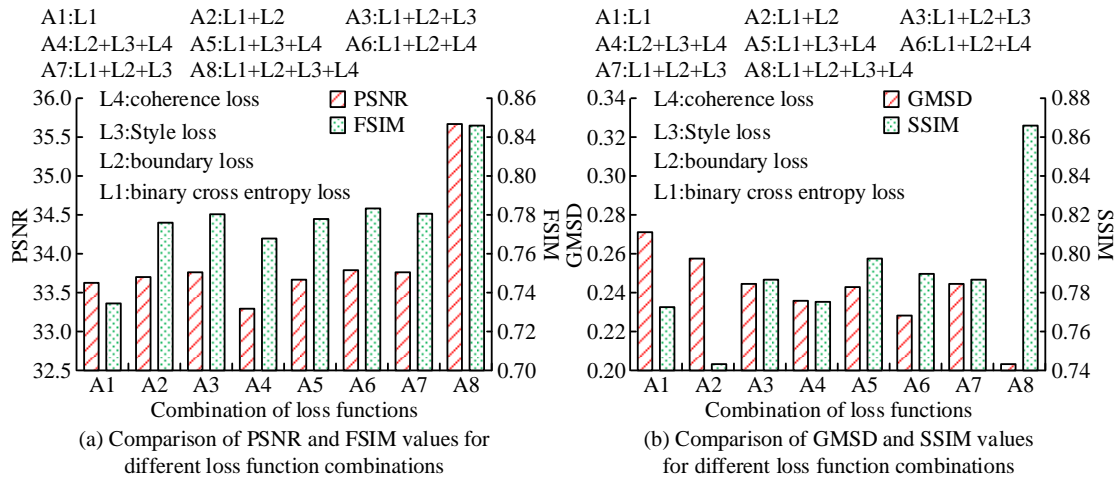 A1:L1 A2:L1+L2 A3:L1+L2+L3
A4:L2+L3+L4 A5:L1+L3+L4 A6:L1+L2+L4
A7:L1+L2+L3 A8:L1+L2+L3+L4
L4:coherence loss
L3:Style loss
L2:boundary loss
L1:binary cross entropy loss
PSNR
FSIM
PSNR
36.0
35.5
35.0
34.5
34.0
33.5
33.0
32.5
FSIM
0.86
0.84
0.82
0.80
0.78
0.76
0.74
0.72
0.70
A1 A2 A3 A4 A5 A6 A7 A8
Combination of loss functions
(a) Comparison of PSNR and FSIM values for
different loss function combinations
A1:L1 A2:L1+L2 A3:L1+L2+L3
A4:L2+L3+L4 A5:L1+L3+L4 A6:L1+L2+L4
A7:L1+L2+L3 A8:L1+L2+L3+L4
L4:coherence loss
L3:Style loss
L2:boundary loss
L1:binary cross entropy loss
GMSD
SSIM
GMSD
0.34
0.32
0.30
0.28
0.26
0.24
0.22
0.20
SSIM
0.88
0.86
0.84
0.82
0.80
0.78
0.76
0.74
A1 A2 A3 A4 A5 A6 A7 A8
Combination of loss functions
(b) Comparison of GMSD and SSIM values
for different loss function combinations